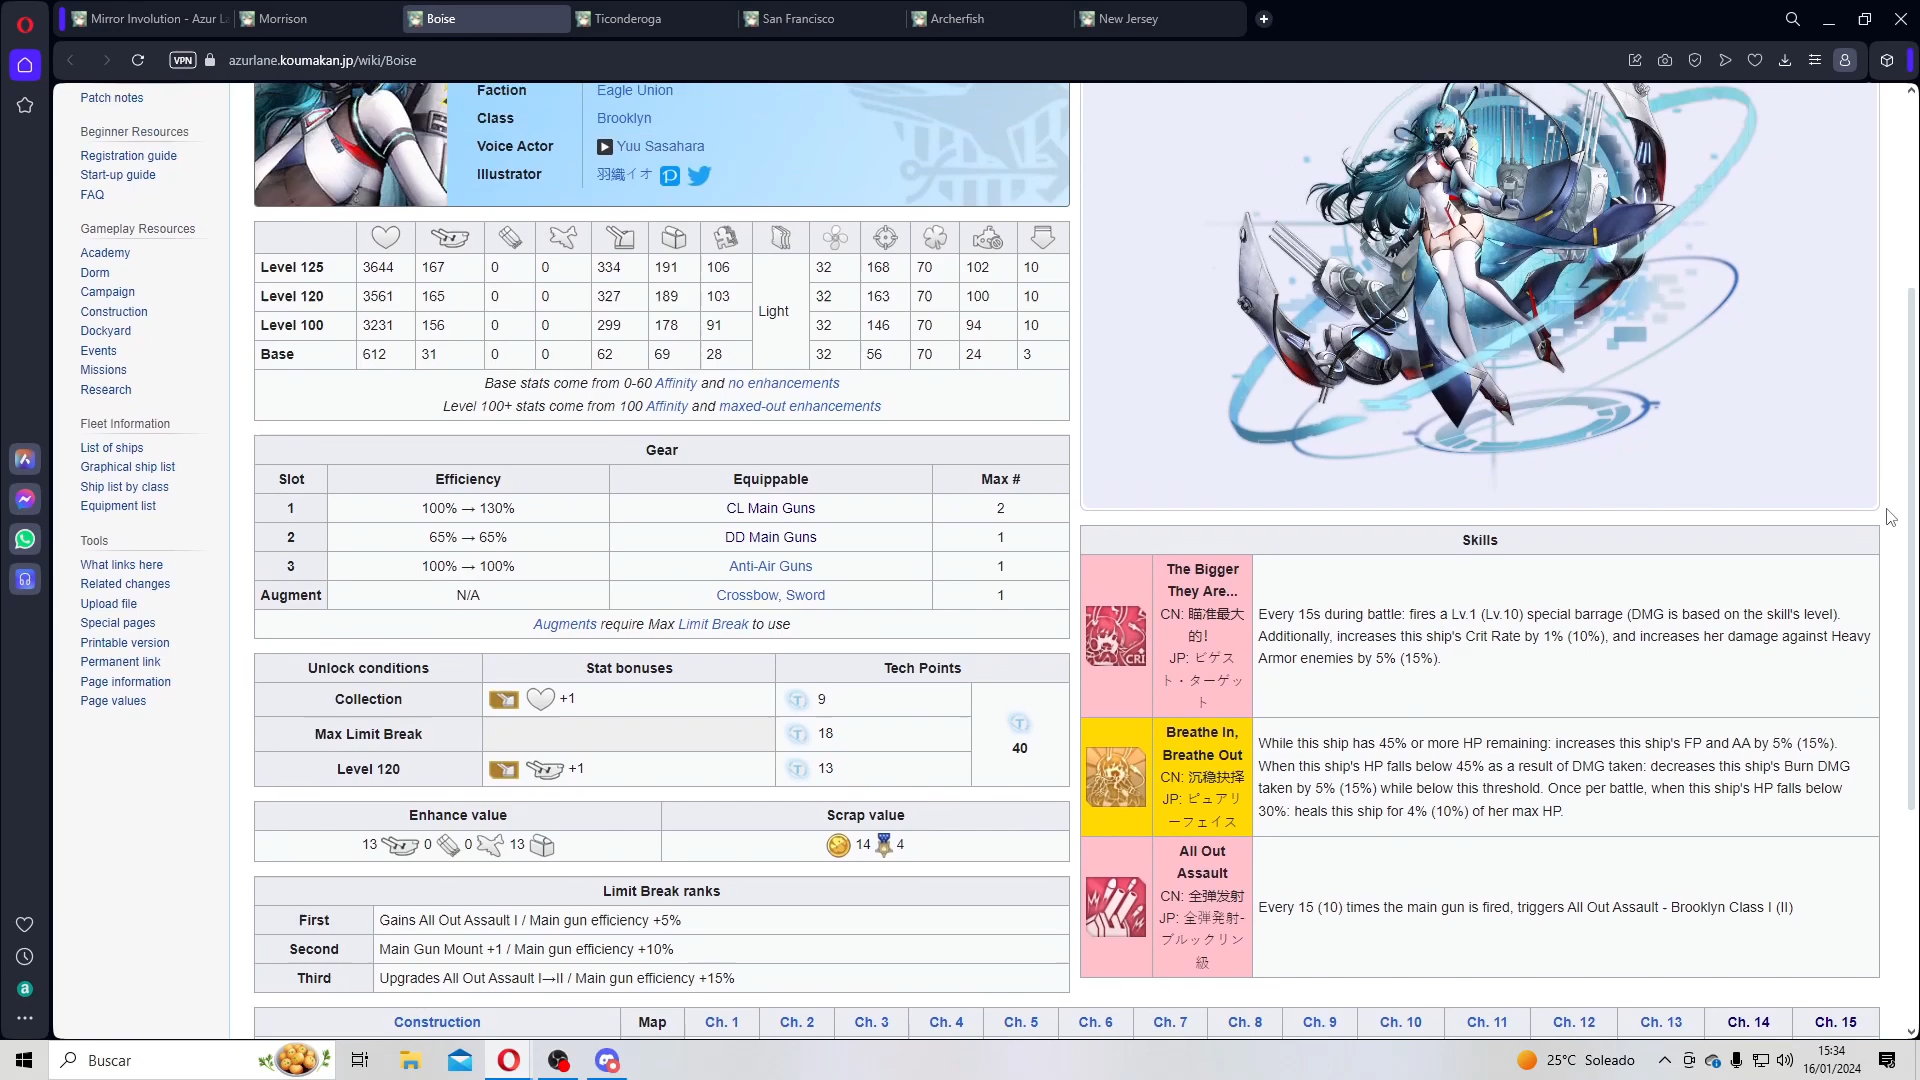 Mirror Involution - Azur La
Morrison
Boise
Ticonderoga
San Francisco
Archerfish
New Jersey
VPN
azurlane.koumakan.jp/wiki/Boise
Patch notes
Beginner Resources
Registration guide
Start-up guide
FAQ
Gameplay Resources
Academy
Dorm
Campaign
Construction
Dockyard
Events
Missions
Research
Fleet Information
List of ships
Graphical ship list
Ship list by class
Equipment list
Tools
What links here
Related changes
Upload file
Special pages
Printable version
Permanent link
Page information
Page values
Faction Eagle Union
Class Brooklyn
Voice Actor Yuu Sasahara
Illustrator 羽織イオ
Level 125 3644 167 0 0 334 191 106 Light 32 168 70 102 10
Level 120 3561 165 0 0 327 189 103 32 163 70 100 10
Level 100 3231 156 0 0 299 178 91 32 146 70 94 10
Base 612 31 0 0 62 69 28 32 56 70 24 3
Base stats come from 0-60 Affinity and no enhancements
Level 100+ stats come from 100 Affinity and maxed-out enhancements
Gear
Slot Efficiency Equippable Max #
1 100% → 130% CL Main Guns 2
2 65% → 65% DD Main Guns 1
3 100% → 100% Anti-Air Guns 1
Augment N/A Crossbow, Sword 1
Augments require Max Limit Break to use
Unlock conditions Stat bonuses Tech Points
Collection +1 9
Max Limit Break 18
Level 120 +1 13
40
Enhance value Scrap value
13 0 0 13 14 4
Limit Break ranks
First Gains All Out Assault I / Main gun efficiency +5%
Second Main Gun Mount +1 / Main gun efficiency +10%
Third Upgrades All Out Assault I→II / Main gun efficiency +15%
Construction Map Ch. 1 Ch. 2 Ch. 3 Ch. 4 Ch. 5 Ch. 6 Ch. 7 Ch. 8 Ch. 9 Ch. 10 Ch. 11 Ch. 12 Ch. 13 Ch. 14 Ch. 15
Skills
CRI
The Bigger
They Are...
CN: 瞄准最大
的!
JP: ビゲス
ト・ターゲッ
ト
Every 15s during battle: fires a Lv.1 (Lv.10) special barrage (DMG is based on the skill's level).
Additionally, increases this ship's Crit Rate by 1% (10%), and increases her damage against Heavy
Armor enemies by 5% (15%).
Breathe In,
Breathe Out
CN: 沉稳抉择
JP: ピュアリ
ーフェイス
While this ship has 45% or more HP remaining: increases this ship's FP and AA by 5% (15%).
When this ship's HP falls below 45% as a result of DMG taken: decreases this ship's Burn DMG
taken by 5% (15%) while below this threshold. Once per battle, when this ship's HP falls below
30%: heals this ship for 4% (10%) of her max HP.
All Out
Assault
CN: 全弹发射
JP: 全弾発射-
ブルックリン
級
Every 15 (10) times the main gun is fired, triggers All Out Assault - Brooklyn Class I (II)
Buscar
25°C Soleado
15:34
16/01/2024